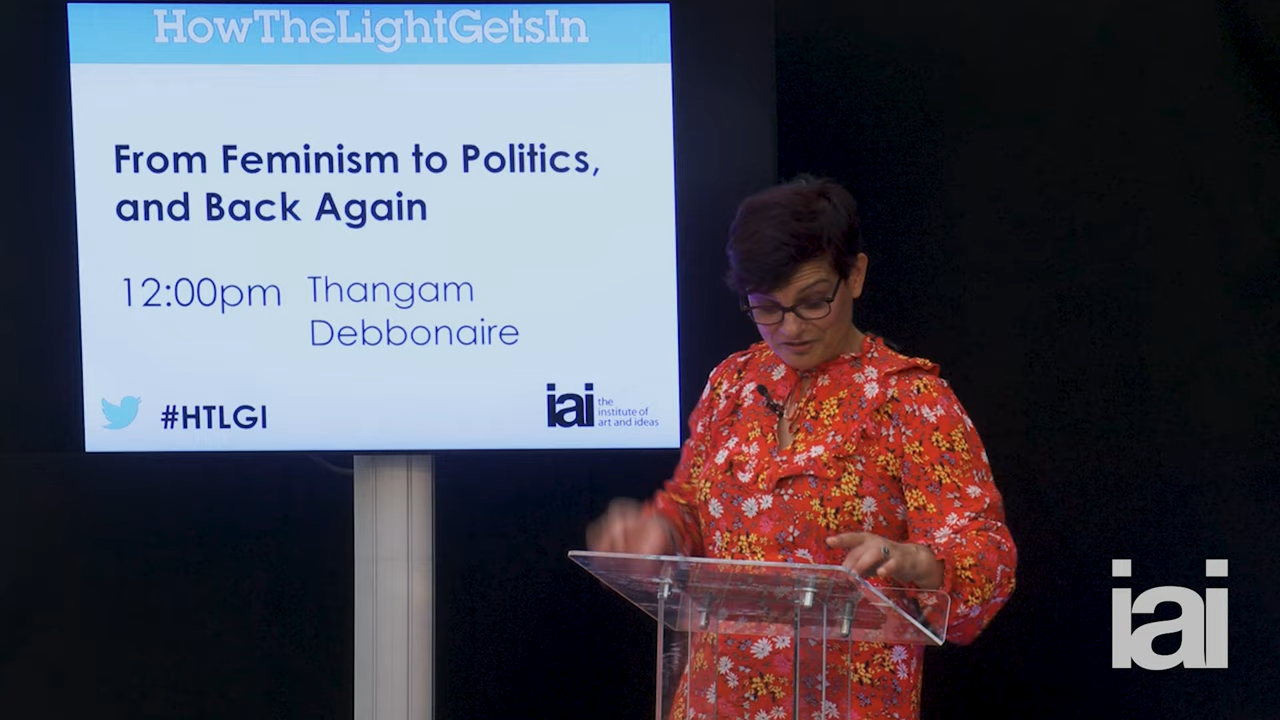 HowTheLightGetsIn
From Feminism to Politics,
and Back Again
12:00pm Thangam
Debbonaire
#HTLGI
iai the
institute of
art and ideas
iai